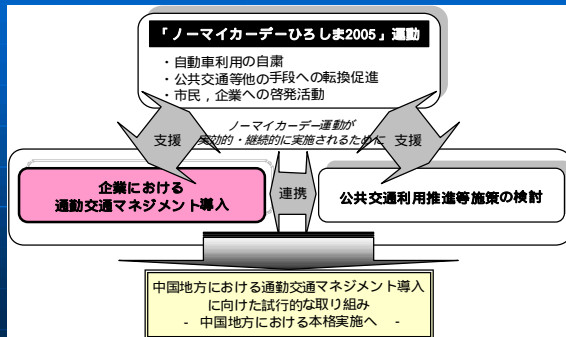 「ノーマイカーデーひろしま2005」運動
・自動車利用の自粛
・公共交通等他の手段への転換促進
・市民，企業への啓発活動
ノーマイカーデー運動が
実効的・継続的に実施されるために
支援
支援
企業における
通勤交通マネジメント導入
連携
公共交通利用推進等施策の検討
中国地方における通勤交通マネジメント導入
に向けた試行的な取り組み
- 中国地方における本格実施へ -